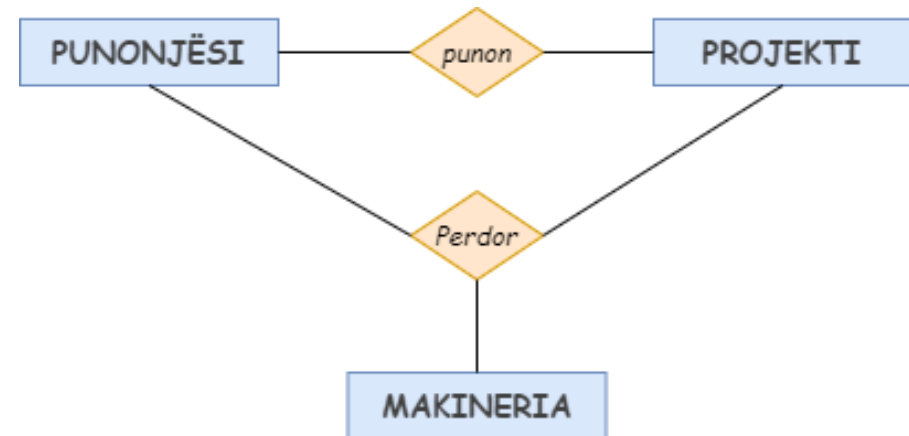 PUNONJËSI
punon
PROJEKTI
Perdor
MAKINERIA